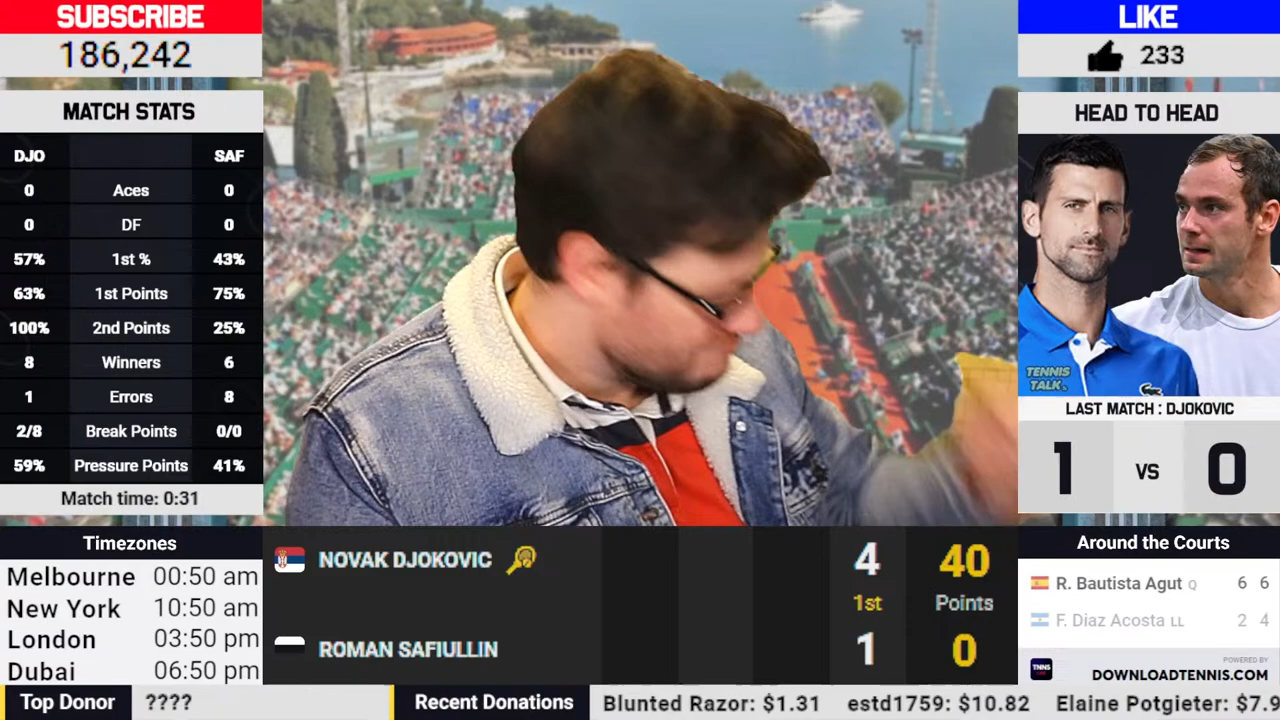 SUBSCRIBE
186,242
MATCH STATS
DJO SAF
0 Aces 0
0 DF 0
57% 1st % 43%
63% 1st Points 75%
100% 2nd Points 25%
8 Winners 6
1 Errors 8
2/8 Break Points 0/0
59% Pressure Points 41%
Match time: 0:31
Timezones
Melbourne 00:50 am
New York 10:50 am
London 03:50 pm
Dubai 06:50 pm
NOVAK DJOKOVIC 4 40
1st Points
ROMAN SAFIULLIN 1 0
LIKE
233
HEAD TO HEAD
TENNIS
TALK.
LAST MATCH : DJOKOVIC
1 VS 0
Around the Courts
R. Bautista Agut Q 6 6
F. Diaz Acosta LL 2 4
POWERED BY
TNNS
DOWNLOADTENNIS.COM
Top Donor ???? Recent Donations Blunted Razor: $1.31 estd1759: $10.82 Elaine Potgieter: $7.9